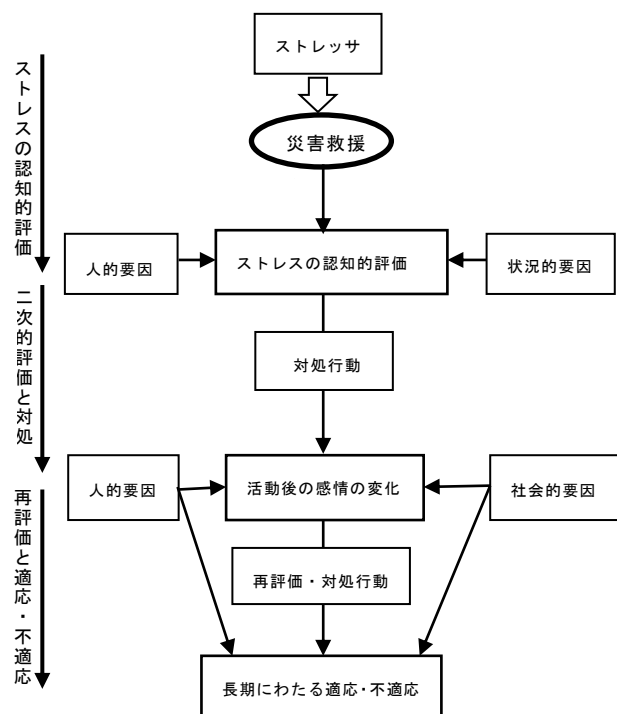 ストレッサ
災害救援
ストレスの認知的評価
人的要因
ストレスの認知的評価
状況的要因
二次的評価と対処
対処行動
人的要因
活動後の感情の変化
社会的要因
再評価と適応・不適応
再評価・対処行動
長期にわたる適応・不適応